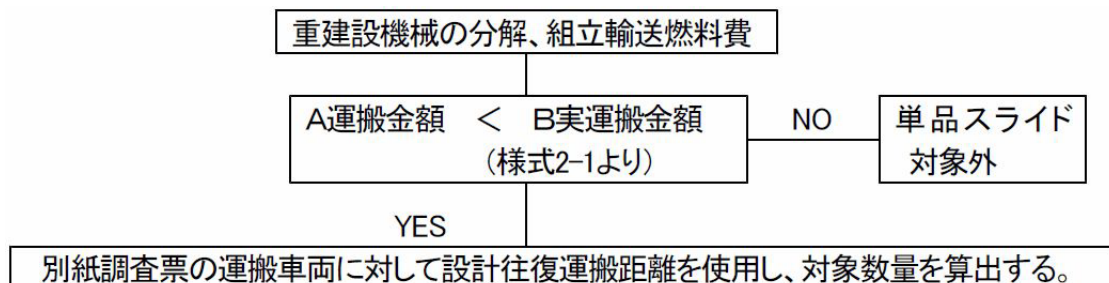 重建設機械の分解、組立輸送燃料費
A運搬金額 < B実運搬金額
(様式2-1より)
NO
単品スライド
対象外
YES
別紙調査票の運搬車両に対して設計往復運搬距離を使用し、対象数量を算出する。